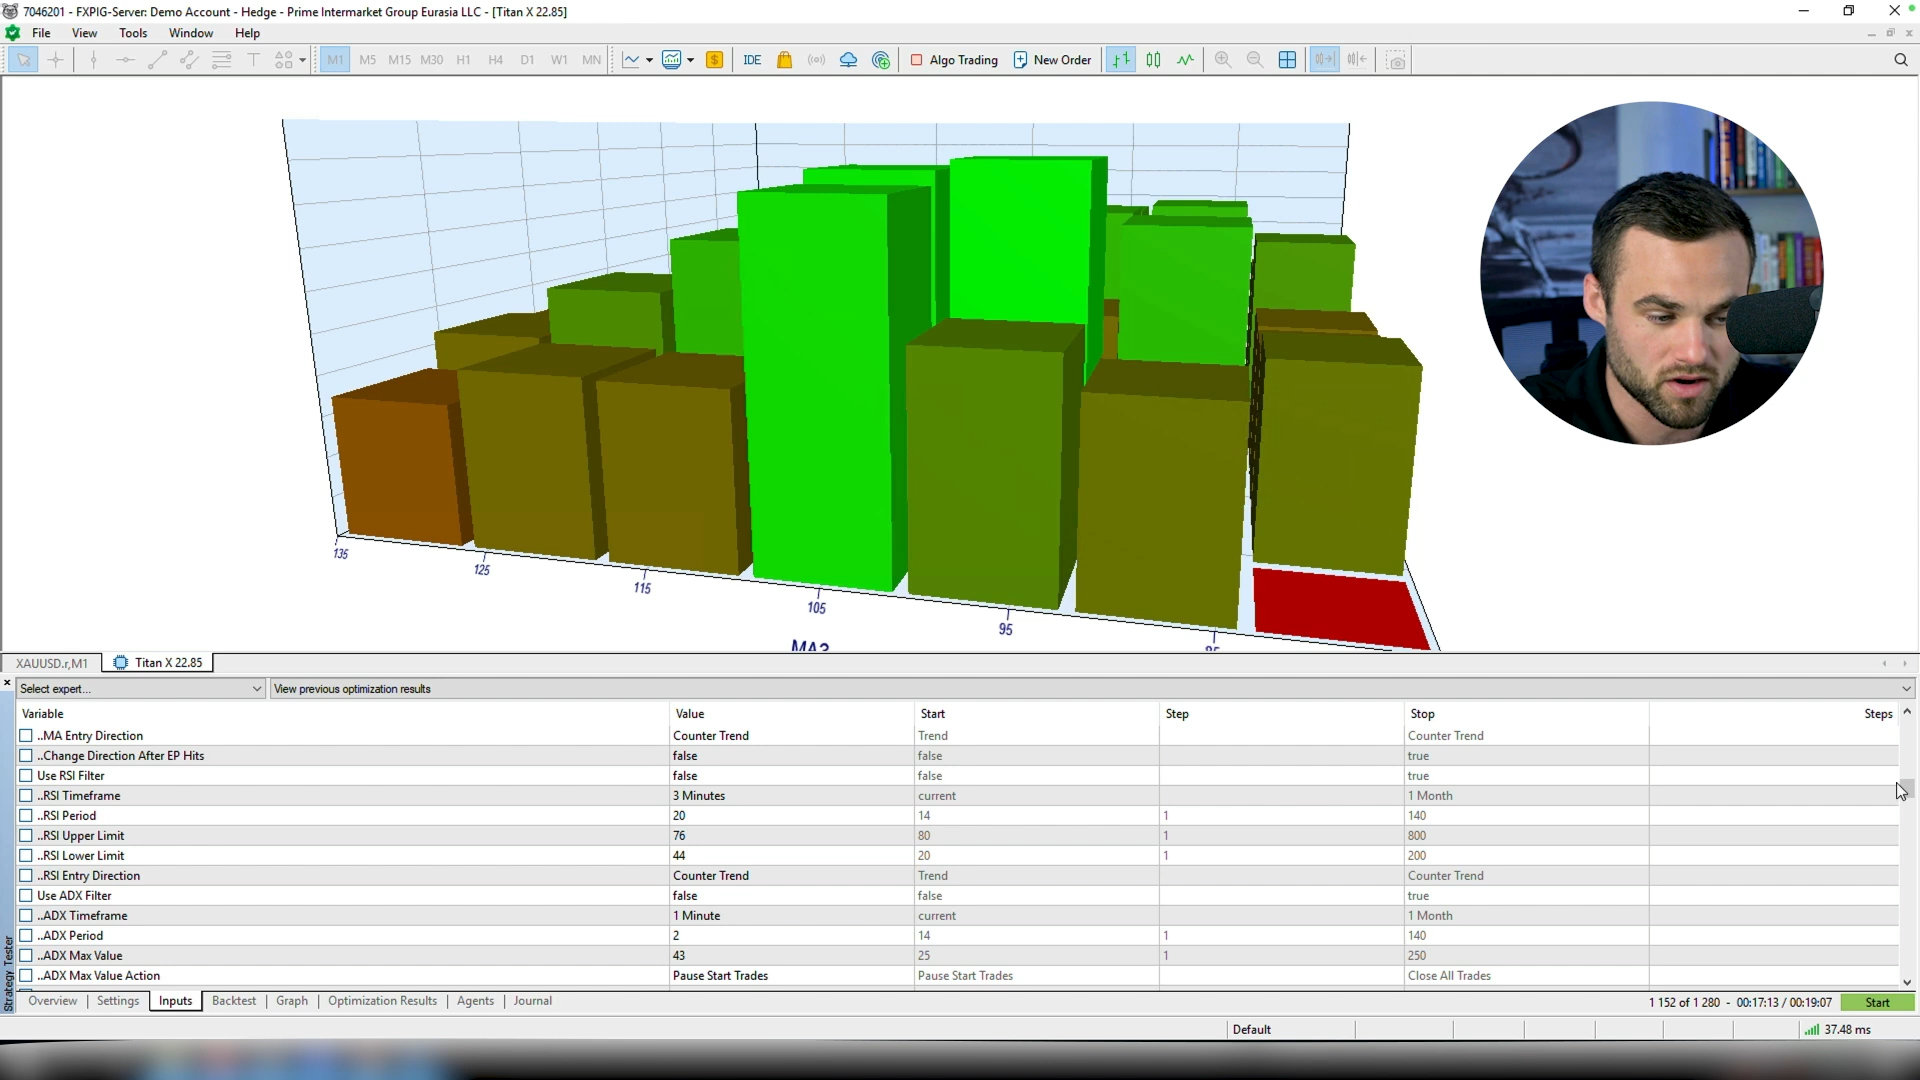 7046201 - FXPIG-Server: Demo Account - Hedge - Prime Intermarket Group Eurasia LLC - [Titan X 22.85]
File View Tools Window Help
M1 M5 M15 M30 H1 H4 D1 W1 MN IDE Algo Trading New Order
135
125
115
105
95
85
MA3
XAUUSD.r,M1 Titan X 22.85
Select expert... View previous optimization results
Variable Value Start Step Stop Steps
..MA Entry Direction Counter Trend Trend Counter Trend
..Change Direction After EP Hits false false true
Use RSI Filter false false true
..RSI Timeframe 3 Minutes current 1 Month
..RSI Period 20 14 1 140
..RSI Upper Limit 76 80 1 800
..RSI Lower Limit 44 20 1 200
..RSI Entry Direction Counter Trend Trend Counter Trend
Use ADX Filter false false true
..ADX Timeframe 1 Minute current 1 Month
..ADX Period 2 14 1 140
..ADX Max Value 43 25 1 250
..ADX Max Value Action Pause Start Trades Pause Start Trades Close All Trades
Strategy Tester
Overview Settings Inputs Backtest Graph Optimization Results Agents Journal 1 152 of 1 280 - 00:17:13 / 00:19:07 Start
Default 37.48 ms